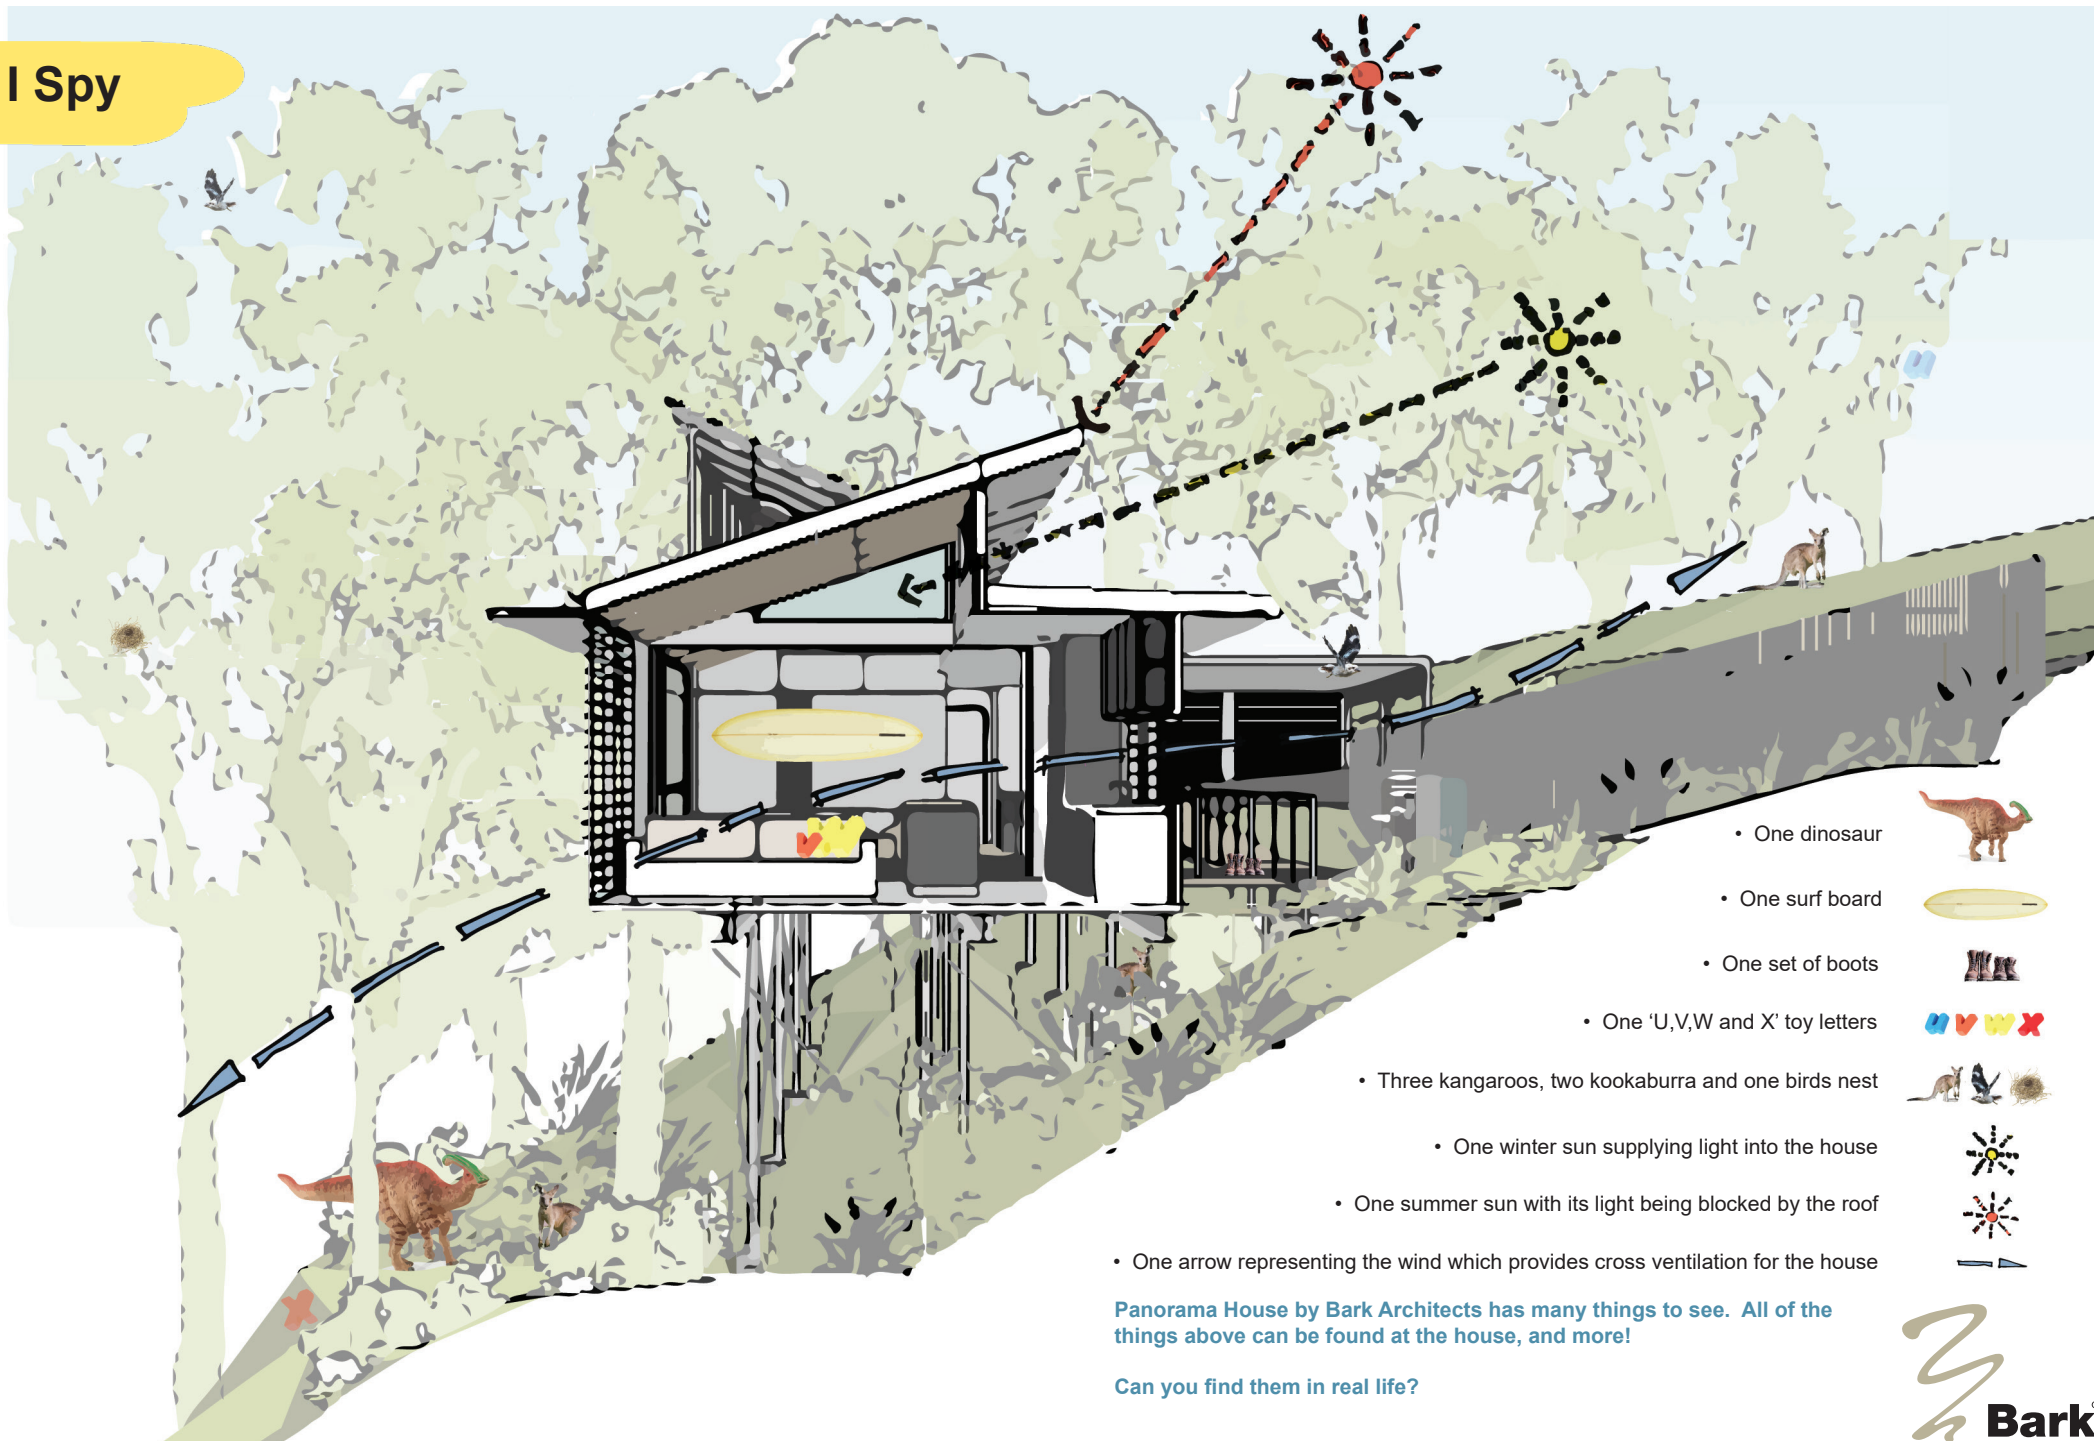 I Spy
• One dinosaur
• One surf board
• One set of boots
• One ‘U,V,W and X’ toy letters
• Three kangaroos, two kookaburra and one birds nest
• One winter sun supplying light into the house
• One summer sun with its light being blocked by the roof
• One arrow representing the wind which provides cross ventilation for the house
Panorama House by Bark Architects has many things to see. All of the
things above can be found at the house, and more!
Can you find them in real life?
Bark